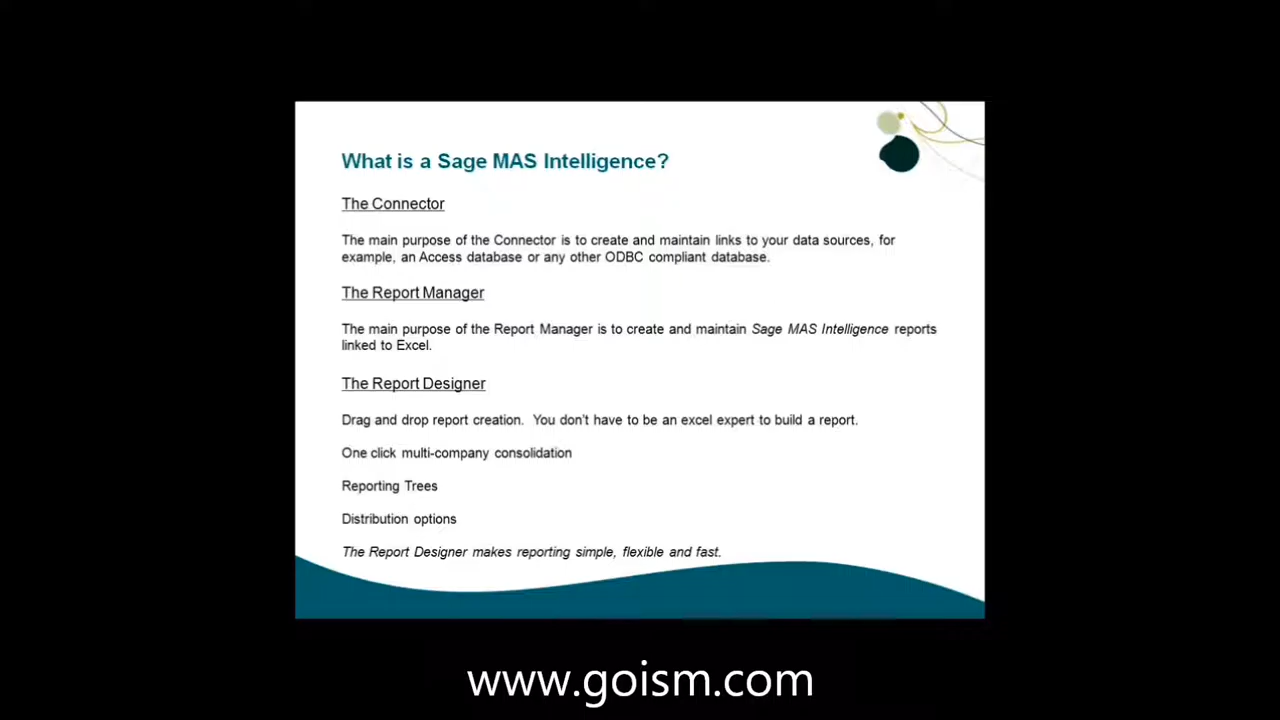 What is a Sage MAS Intelligence?
The Connector
The main purpose of the Connector is to create and maintain links to your data sources, for
example, an Access database or any other ODBC compliant database.
The Report Manager
The main purpose of the Report Manager is to create and maintain Sage MAS Intelligence reports
linked to Excel.
The Report Designer
Drag and drop report creation.  You don't have to be an excel expert to build a report.
One click multi-company consolidation
Reporting Trees
Distribution options
The Report Designer makes reporting simple, flexible and fast.
www.goism.com